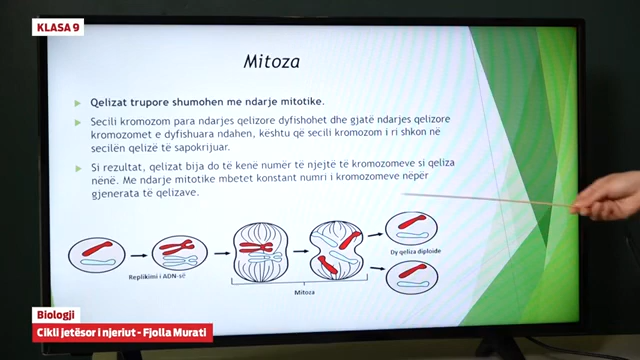 KLASA 9
Mitoza
Qelizat trupore shumohen me ndarje mitotike.
Secili kromozom para ndarjes qelizore dyfishohet dhe gjatë ndarjes qelizore
kromozomet e dyfishuara ndahen, kështu që secili kromozom i ri shkon në
secilën qelizë të sapokrijuar.
Si rezultat, qelizat bija do të kenë numër të njejtë të kromozomeve si qeliza
nënë. Me ndarje mitotike mbetet konstant numri i kromozomeve nëpër
gjenerata të qelizave.
Replikimi i ADN-së
Mitoza
Dy qeliza diploide
Biologji
Cikli jetësor i njeriut - Fjolla Murati